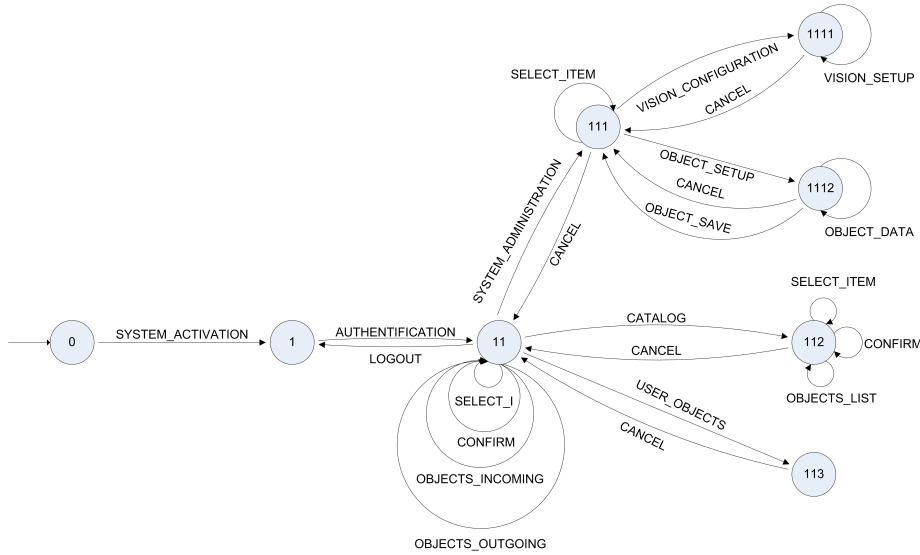 1111
VISION_SETUP
SELECT_ITEM
VISION_CONFIGURATION
CANCEL
111
OBJECT_SETUP
CANCEL
OBJECT_SAVE
1112
OBJECT_DATA
SYSTEM_ADMINISTRATION
CANCEL
SELECT_ITEM
0
SYSTEM_ACTIVATION
1
AUTHENTIFICATION
LOGOUT
11
CATALOG
CANCEL
112
CONFIRM
OBJECTS_LIST
SELECT_I
CONFIRM
OBJECTS_INCOMING
OBJECTS_OUTGOING
USER_OBJECTS
CANCEL
113